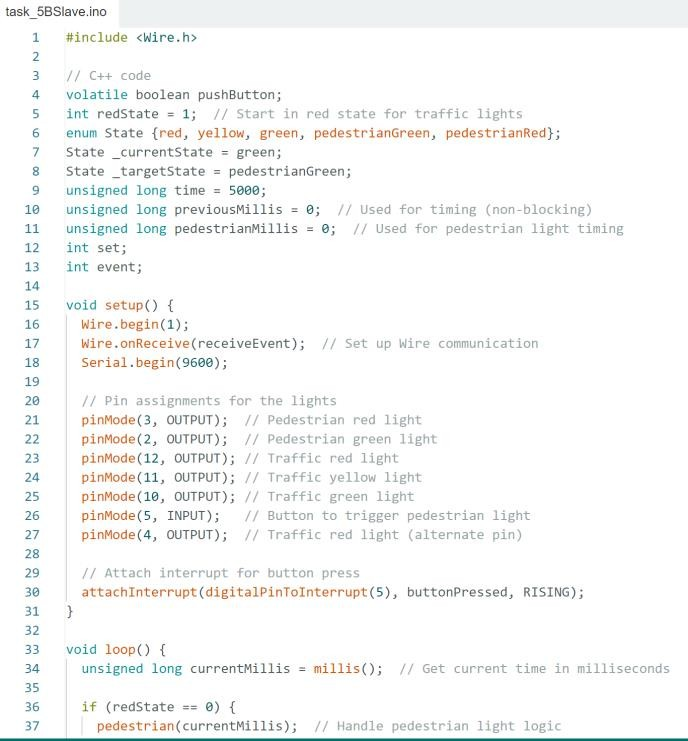 task_5BSlave.ino
1 #include <Wire.h>
2
3 // C++ code
4 volatile boolean pushButton;
5 int redState = 1;  // Start in red state for traffic lights
6 enum State {red, yellow, green, pedestrianGreen, pedestrianRed};
7 State _currentState = green;
8 State _targetState = pedestrianGreen;
9 unsigned long time = 5000;
10 unsigned long previousMillis = 0;  // Used for timing (non-blocking)
11 unsigned long pedestrianMillis = 0;  // Used for pedestrian light timing
12 int set;
13 int event;
14
15 void setup() {
16   Wire.begin(1);
17   Wire.onReceive(receiveEvent);  // Set up Wire communication
18   Serial.begin(9600);
19
20   // Pin assignments for the lights
21   pinMode(3, OUTPUT);  // Pedestrian red light
22   pinMode(2, OUTPUT);  // Pedestrian green light
23   pinMode(12, OUTPUT); // Traffic red light
24   pinMode(11, OUTPUT); // Traffic yellow light
25   pinMode(10, OUTPUT); // Traffic green light
26   pinMode(5, INPUT);   // Button to trigger pedestrian light
27   pinMode(4, OUTPUT);  // Traffic red light (alternate pin)
28
29   // Attach interrupt for button press
30   attachInterrupt(digitalPinToInterrupt(5), buttonPressed, RISING);
31 }
32
33 void loop() {
34   unsigned long currentMillis = millis();  // Get current time in milliseconds
35
36   if (redState == 0) {
37     pedestrian(currentMillis);  // Handle pedestrian light logic